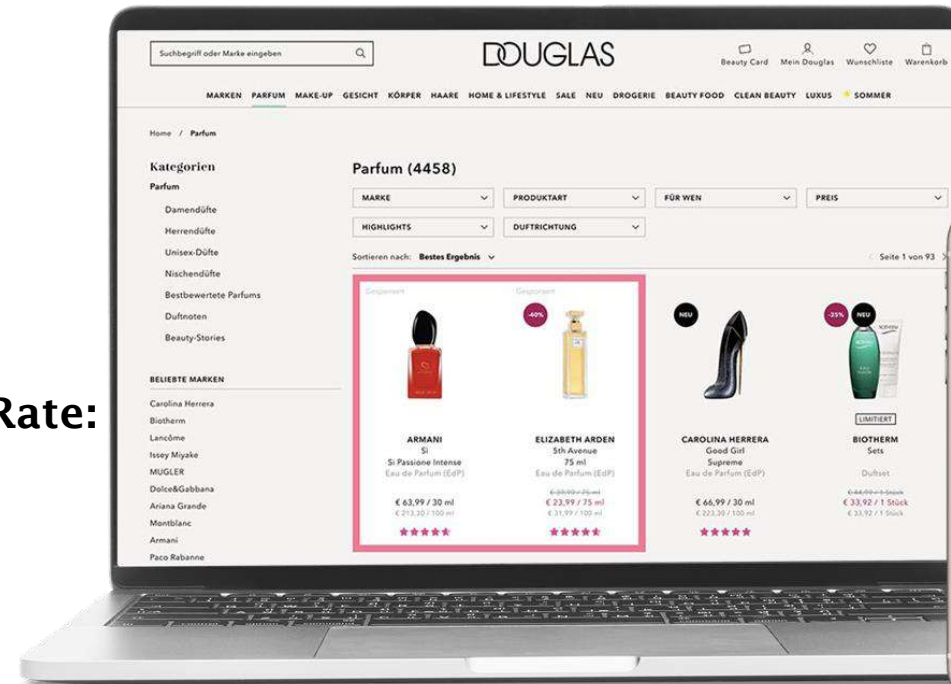 Suchbegriff oder Marke eingeben
DOUGLAS
Beauty Card Mein Douglas Wunschliste Warenkorb
MARKEN PARFUM MAKE-UP GESICHT KÖRPER HAARE HOME & LIFESTYLE SALE NEU DROGERIE BEAUTY FOOD CLEAN BEAUTY LUXUS SOMMER
Home / Parfum
Kategorien
Parfum
Damendüfte
Herrendüfte
Unisex-Düfte
Nischendüfte
Bestbewertete Parfums
Duftnoten
Beauty-Stories
BELIEBTE MARKEN
Carolina Herrera
Biotherm
Lancôme
Issey Miyake
MUGLER
Dolce&Gabbana
Ariana Grande
Montblanc
Armani
Paco Rabanne
Rate:
Parfum (4458)
MARKE PRODUKTART FÜR WEN PREIS
HIGHLIGHTS DUFTRICHTUNG
Sortieren nach: Bestes Ergebnis
Seite 1 von 93
Gesponsert
ARMANI
Sì
Si Passione Intense
Eau de Parfum (EdP)
€ 63,99 / 30 ml
€ 213,30 / 100 ml
Gesponsert
-40%
ELIZABETH ARDEN
5th Avenue
75 ml
Eau de Parfum (EdP)
€ 39,99 / 75 ml
€ 23,99 / 75 ml
€ 31,99 / 100 ml
NEU
CAROLINA HERRERA
Good Girl
Supreme
Eau de Parfum (EdP)
€ 66,99 / 30 ml
€ 223,30 / 100 ml
-25% NEU
LIMITIERT
BIOTHERM
Sets
Duftset
€ 33,92 / 1 Stück
€ 33,92 / 1 Stück